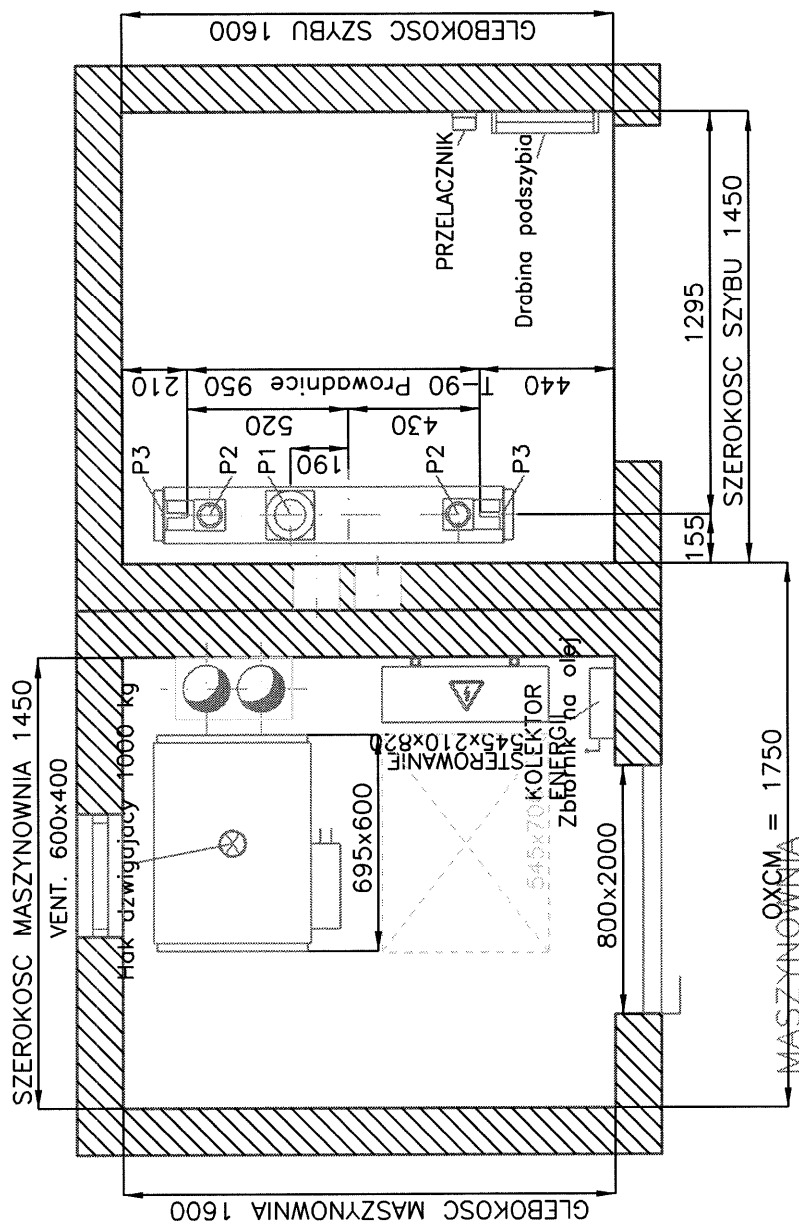 SZEROKOSC MASZYNOWNIA 1450
VENT. 600x400
Hak dzwigajacy 1000 kg
GLEBOKOSC MASZYNOWNIA 1600
695x600
STEROWANIE
545x210x820
KOLEKTOR
ENERGII
Zbiornik na olej
800x2000
OXCM = 1750
MASZYNOWNIA
P3
P2
P1
P2
P3
190
520
430
210
T-90 Prowadnice 950
440
PRZELACZNIK
Drabina podszybia
155
1295
SZEROKOSC SZYBU 1450
GLEBOKOSC SZYBU 1600